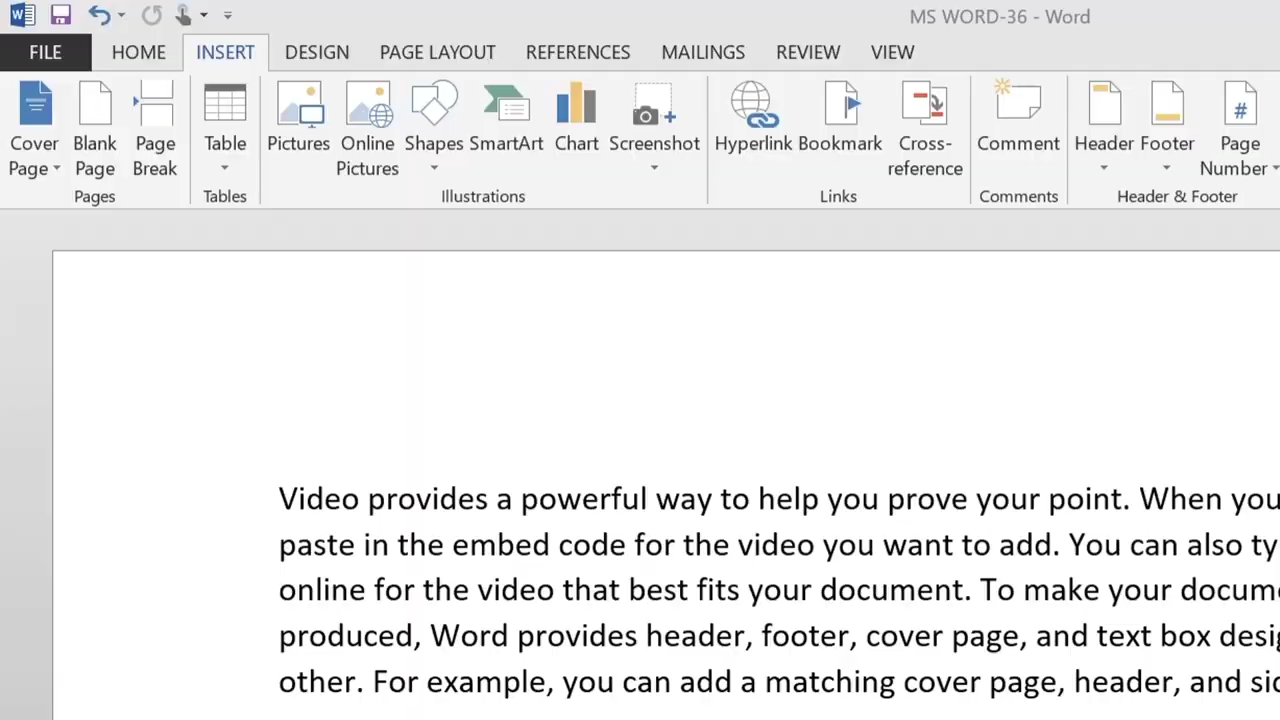 MS WORD-36 - Word
FILE HOME INSERT DESIGN PAGE LAYOUT REFERENCES MAILINGS REVIEW VIEW
Cover Blank Page Table Pictures Online Shapes SmartArt Chart Screenshot Hyperlink Bookmark Cross- Comment Header Footer Page
Page Page Break Pictures reference Number
Pages Tables Illustrations Links Comments Header & Footer
Video provides a powerful way to help you prove your point. When you
paste in the embed code for the video you want to add. You can also ty
online for the video that best fits your document. To make your docume
produced, Word provides header, footer, cover page, and text box desig
other. For example, you can add a matching cover page, header, and sid